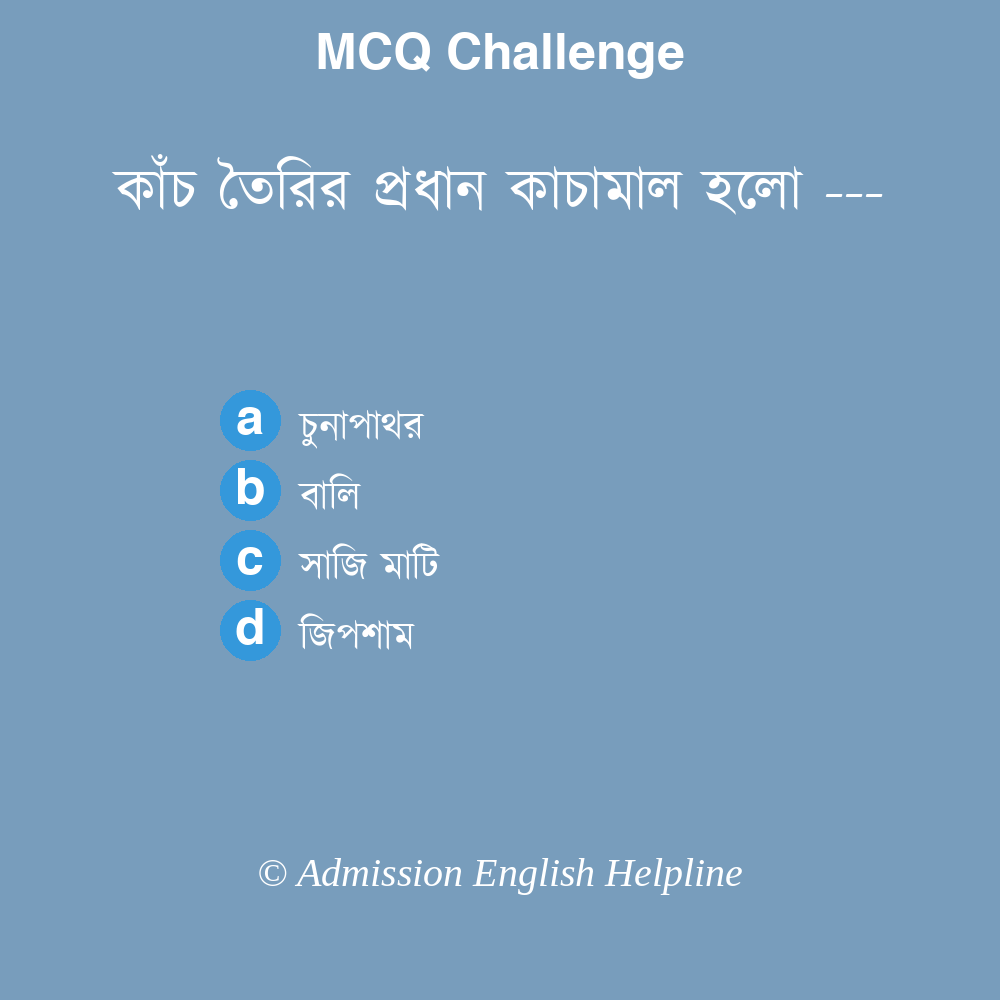 MCQ Challenge
কাঁচ তৈরির প্রধান কাচামাল হলো ---
a চুনাপাথর
b বালি
c সাজি মাটি
d জিপশাম
© Admission English Helpline